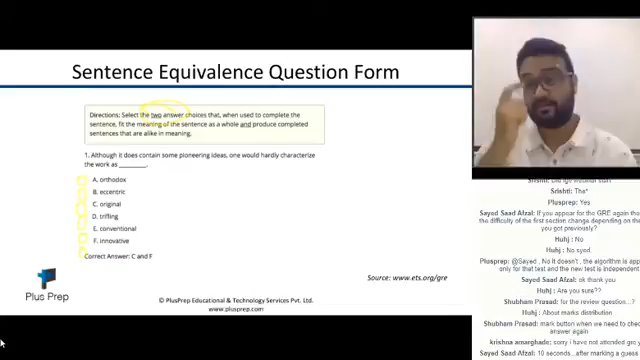 Sentence Equivalence Question Form
Directions: Select the two answer choices that, when used to complete the
sentence, fit the meaning of the sentence as a whole and produce completed
sentences that are alike in meaning.
1. Although it does contain some pioneering ideas, one would hardly characterize
the work as __________.
A. orthodox
B. eccentric
C. original
D. trifling
E. conventional
F. innovative
Correct Answer: C and F
Source: www.ets.org/gre
Plus Prep
© PlusPrep Educational & Technology Services Pvt. Ltd.
www.plusprep.com
Srishti: The*
Plusprep: Yes
Sayed Saad Afzal: If you appear for the GRE again the
the difficulty of the first section change depending on the
you got previously?
Huhj: No
Huhj: No syed
Plusprep: @Sayed , No it doesn't, the algorithm is app
only for that test and the new test is independent
Sayed Saad Afzal: ok thank you
Huhj: Are you sure??
Shubham Prasad: for the review question...?
Huhj: About marks distribution
Shubham Prasad: mark button when we need to che
answer again
krishna amarghade: sorry i have not attended gre y
Sayed Saad Afzal: 10 seconds...after marking a gues